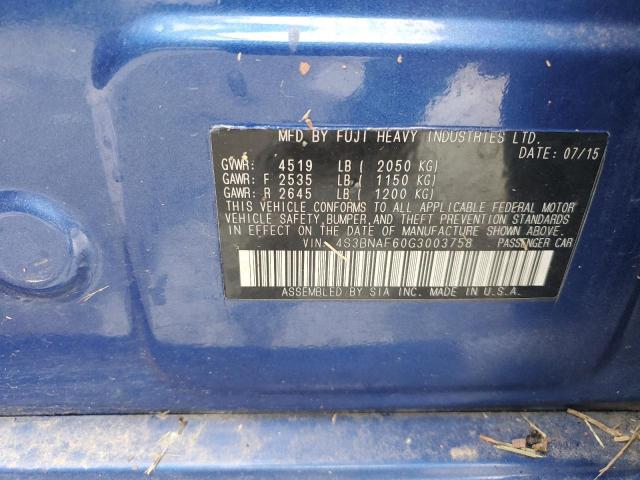 MFD. BY FUJI HEAVY INDUSTRIES LTD.
DATE: 07/15
GVWR: 4519 LB ( 2050 KG)
GAWR: F 2535 LB ( 1150 KG)
GAWR: R 2645 LB ( 1200 KG)
THIS VEHICLE CONFORMS TO ALL APPLICABLE FEDERAL MOTOR
VEHICLE SAFETY, BUMPER, AND THEFT PREVENTION STANDARDS
IN EFFECT ON THE DATE OF MANUFACTURE SHOWN ABOVE.
VIN: 4S3BNAF60G3003758 PASSENGER CAR
ASSEMBLED BY SIA INC. MADE IN U.S.A.